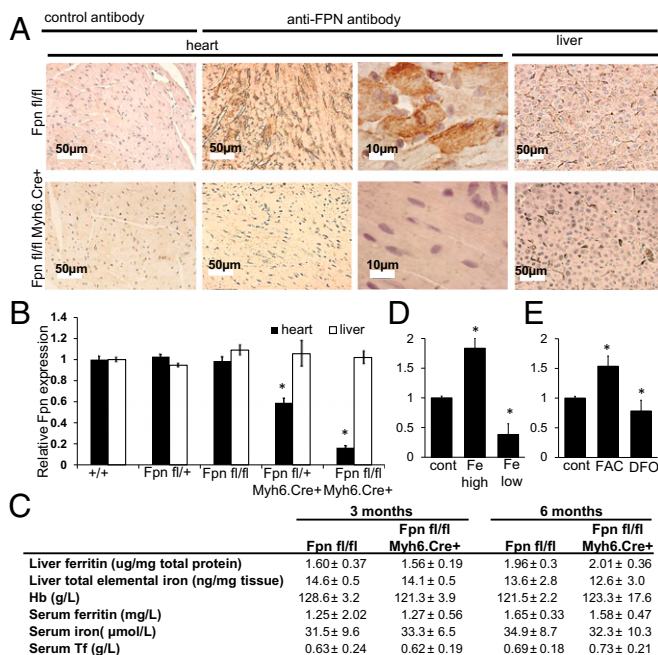 A
control antibody
anti-FPN antibody
heart
liver
Fpn fl/fl
50µm
50µm
10µm
50µm
Fpn fl/fl Myh6.Cre+
50µm
50µm
10µm
50µm
B
Relative Fpn expression
1.4
1.2
1
0.8
0.6
0.4
0.2
0
heart
liver
*
*
+/+
Fpn fl/+
Fpn fl/fl
Fpn fl/+ Myh6.Cre+
Fpn fl/fl Myh6.Cre+
D
2
1.5
1
0.5
0
*
*
cont
Fe high
Fe low
E
2
1.5
1
0.5
0
*
*
cont
FAC
DFO
C
3 months
6 months
Fpn fl/fl
Fpn fl/fl Myh6.Cre+
Fpn fl/fl
Fpn fl/fl Myh6.Cre+
Liver ferritin (ug/mg total protein) 1.60± 0.37 1.56± 0.19 1.96± 0.3 2.01± 0.36
Liver total elemental iron (ng/mg tissue) 14.6± 0.5 14.1± 0.5 13.6± 2.8 12.6± 3.0
Hb (g/L) 128.6± 3.2 121.3± 3.9 121.5± 2.2 123.3± 17.6
Serum ferritin (mg/L) 1.25± 2.02 1.27± 0.56 1.65± 0.33 1.58± 0.47
Serum iron( µmol/L) 31.5± 9.6 33.3± 6.5 34.9± 8.7 32.3± 10.3
Serum Tf (g/L) 0.63± 0.24 0.62± 0.19 0.69± 0.18 0.73± 0.21